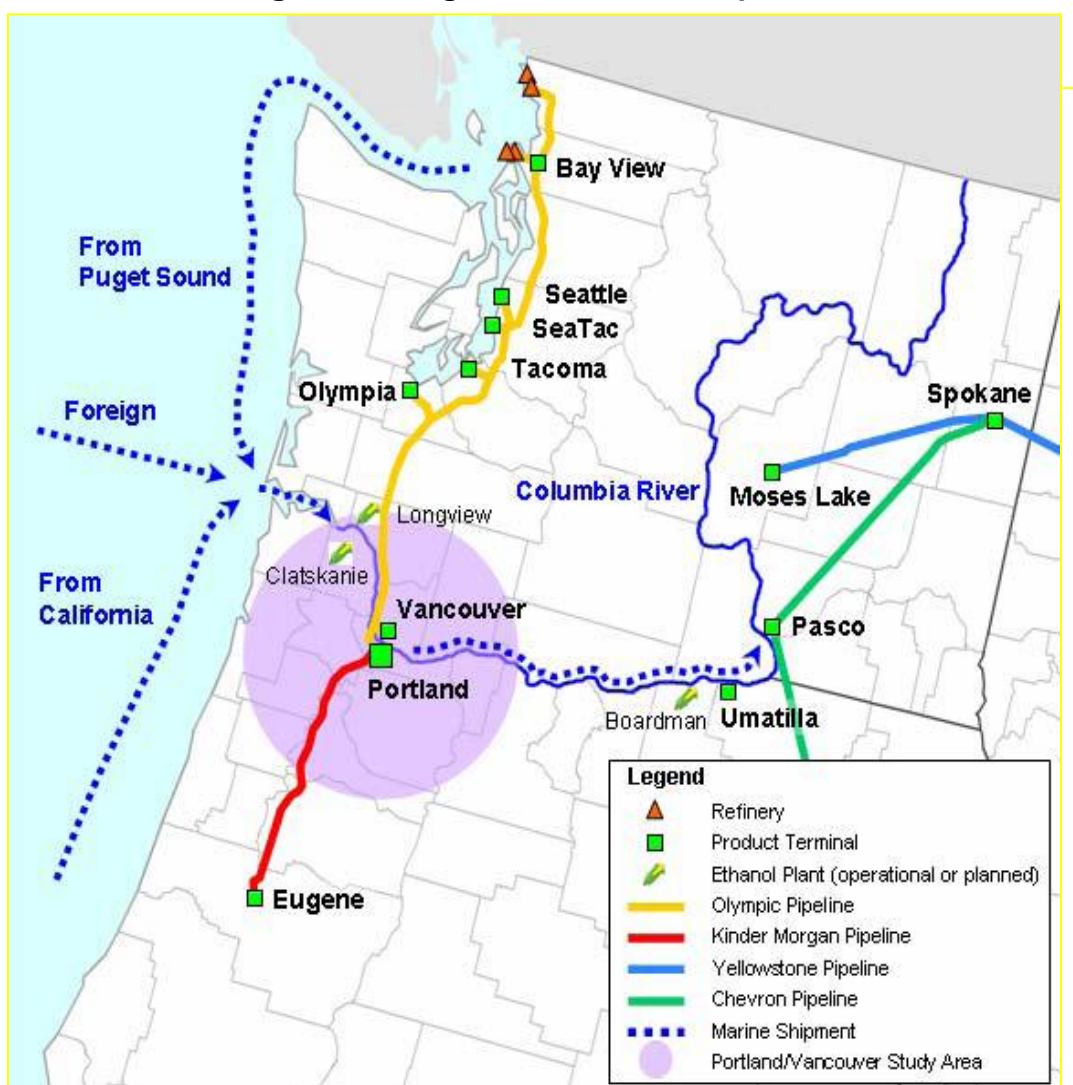 Bay View
From
Puget Sound
Seattle
SeaTac
Tacoma
Olympia
Spokane
Foreign
Columbia River
Moses Lake
Longview
Clatskanie
From
California
Vancouver
Pasco
Portland
Boardman
Umatilla
Eugene
Legend
Refinery
Product Terminal
Ethanol Plant (operational or planned)
Olympic Pipeline
Kinder Morgan Pipeline
Yellowstone Pipeline
Chevron Pipeline
Marine Shipment
Portland/Vancouver Study Area